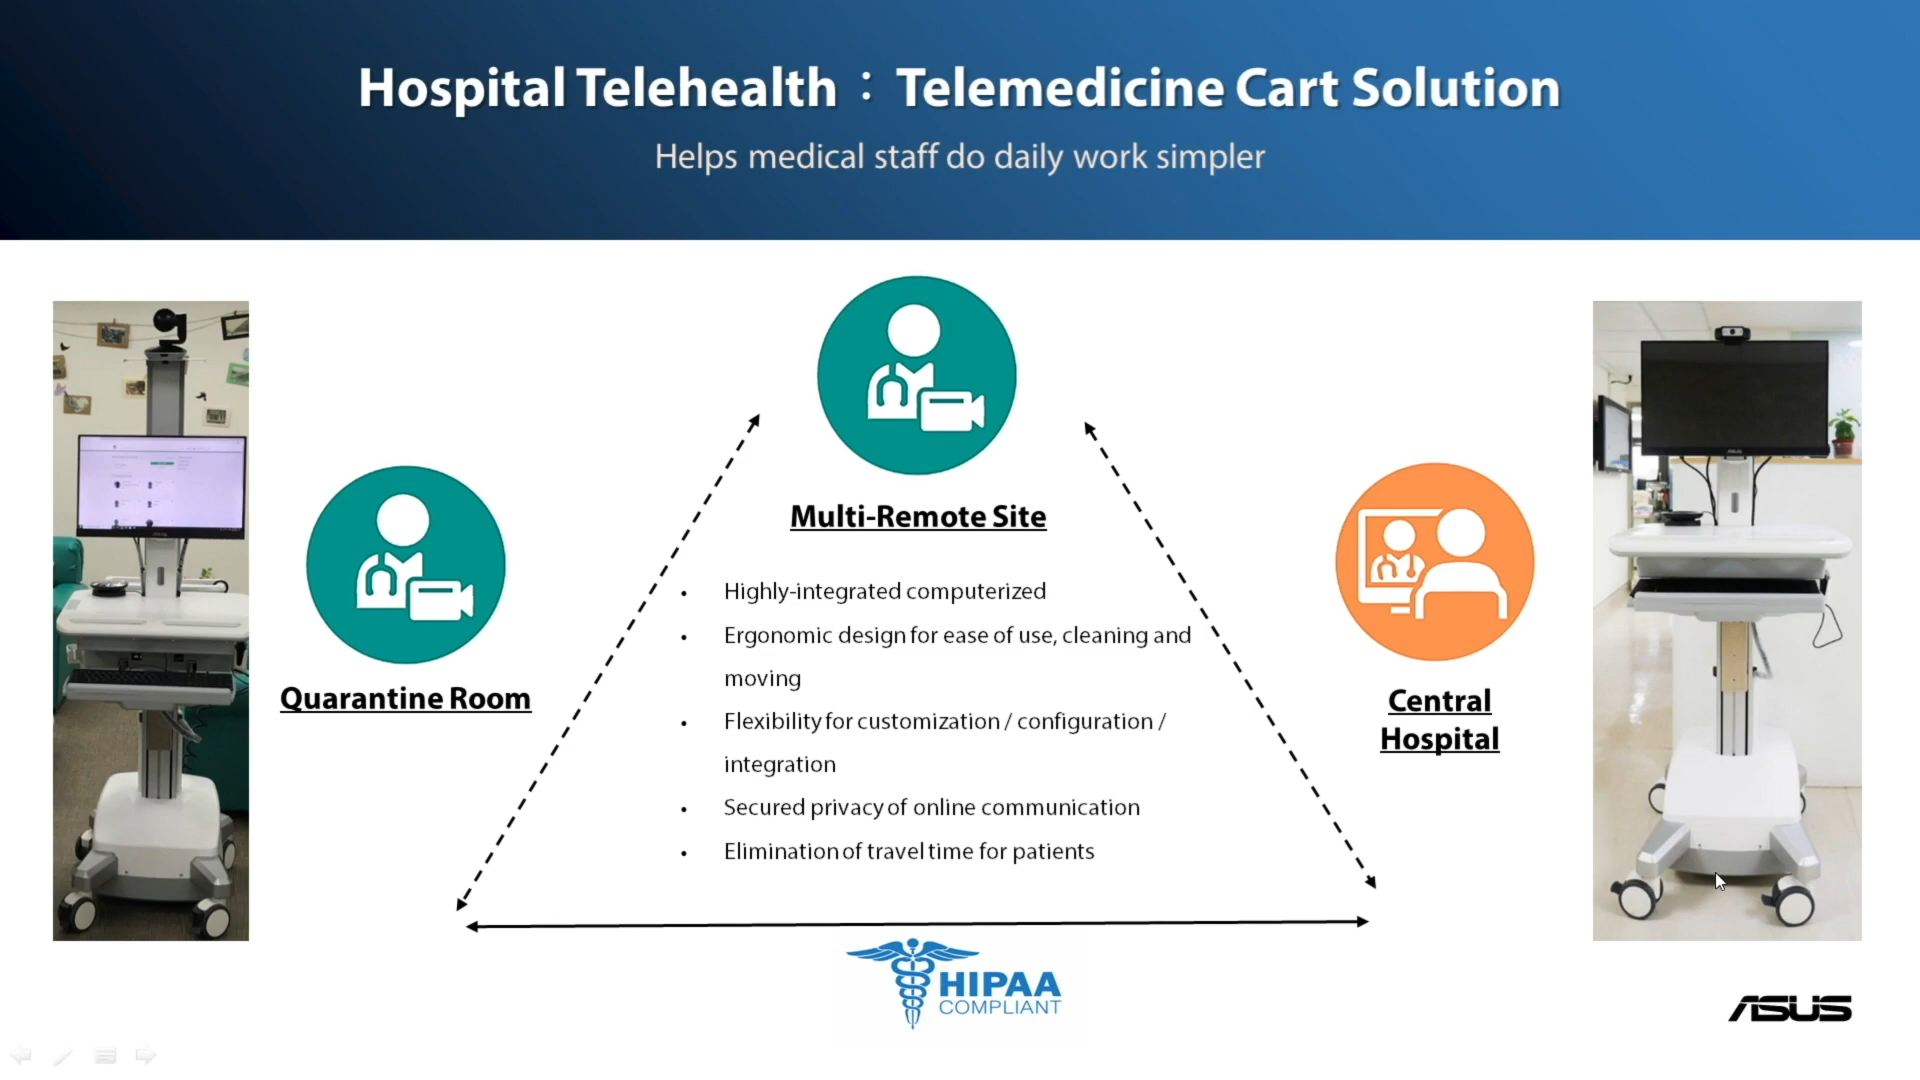 Hospital Telehealth：Telemedicine Cart Solution
Helps medical staff do daily work simpler
Multi-Remote Site
• Highly-integrated computerized
• Ergonomic design for ease of use, cleaning and
moving
• Flexibility for customization / configuration /
integration
• Secured privacy of online communication
• Elimination of travel time for patients
Quarantine Room
Central
Hospital
HIPAA
COMPLIANT
ASUS